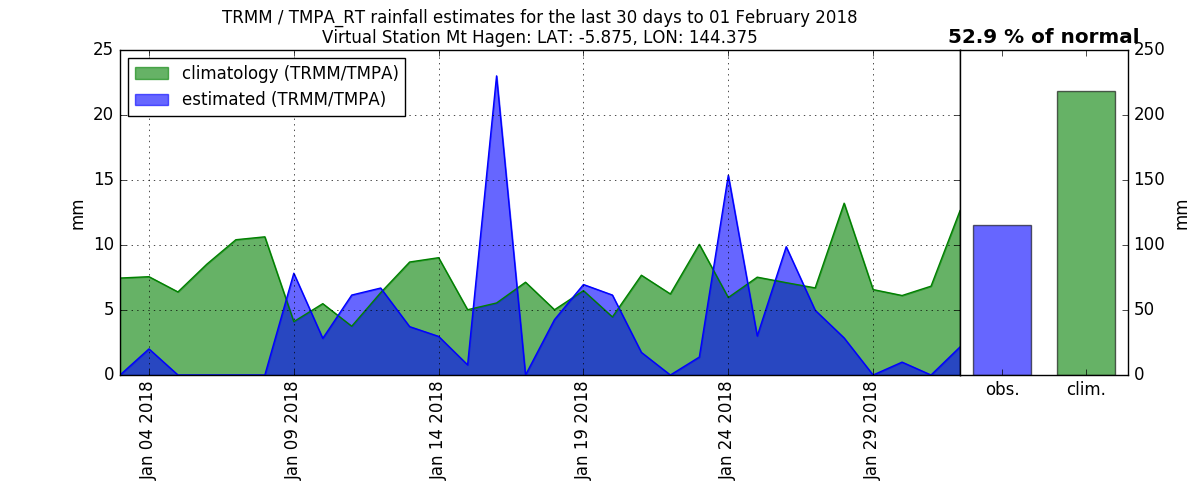 TRMM / TMPA_RT rainfall estimates for the last 30 days to 01 February 2018
Virtual Station Mt Hagen: LAT: -5.875, LON: 144.375
52.9 % of normal
climatology (TRMM/TMPA)
estimated (TRMM/TMPA)
25
20
15
10
5
0
mm
Jan 04 2018
Jan 09 2018
Jan 14 2018
Jan 19 2018
Jan 24 2018
Jan 29 2018
250
200
150
100
50
0
mm
obs.
clim.